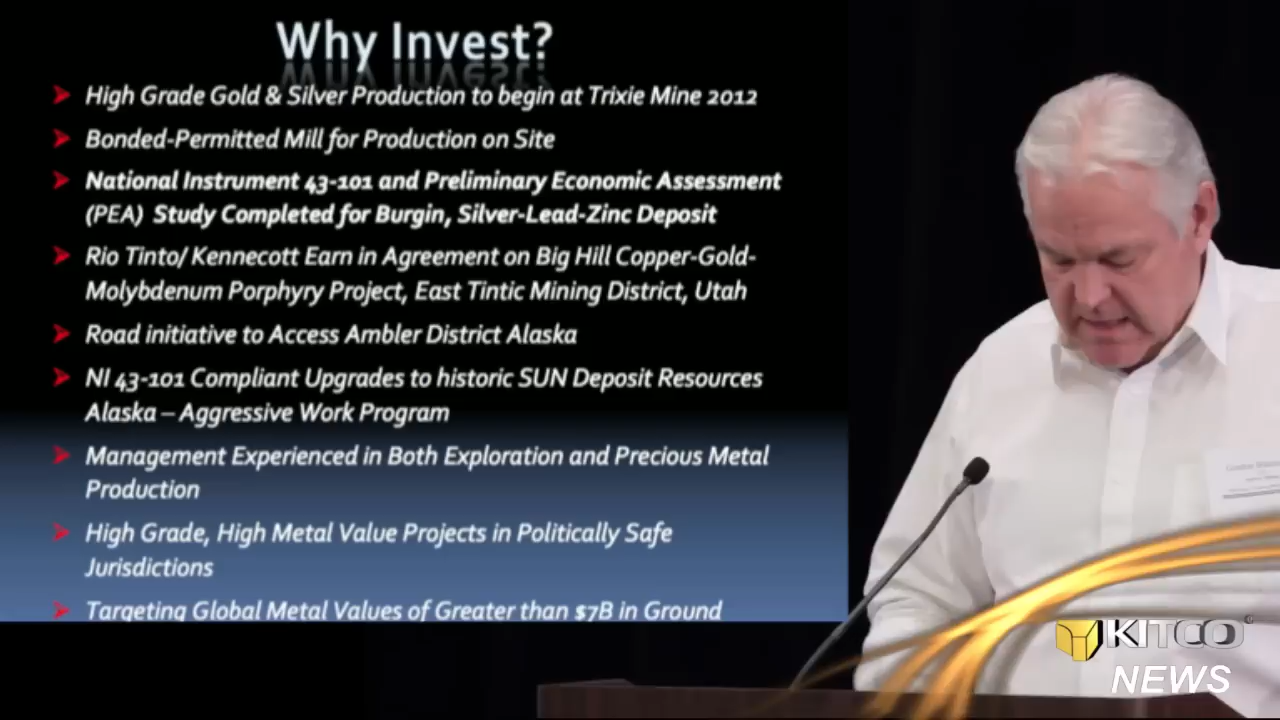 Why Invest?
High Grade Gold & Silver Production to begin at Trixie Mine 2012
Bonded-Permitted Mill for Production on Site
National Instrument 43-101 and Preliminary Economic Assessment
(PEA) Study Completed for Burgin, Silver-Lead-Zinc Deposit
Rio Tinto/ Kennecott Earn in Agreement on Big Hill Copper-Gold-
Molybdenum Porphyry Project, East Tintic Mining District, Utah
Road initiative to Access Ambler District Alaska
NI 43-101 Compliant Upgrades to historic SUN Deposit Resources
Alaska – Aggressive Work Program
Management Experienced in Both Exploration and Precious Metal
Production
High Grade, High Metal Value Projects in Politically Safe
Jurisdictions
Targeting Global Metal Values of Greater than $7B in Ground
KITCO®
NEWS